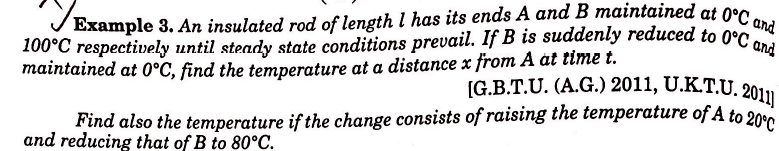 Example 3. An insulated rod of length l has its ends A and B maintained at 0°C and
100°C respectively until steady state conditions prevail. If B is suddenly reduced to 0°C and
maintained at 0°C, find the temperature at a distance x from A at time t.
[G.B.T.U. (A.G.) 2011, U.K.T.U. 2011]
Find also the temperature if the change consists of raising the temperature of A to 20°C
and reducing that of B to 80°C.